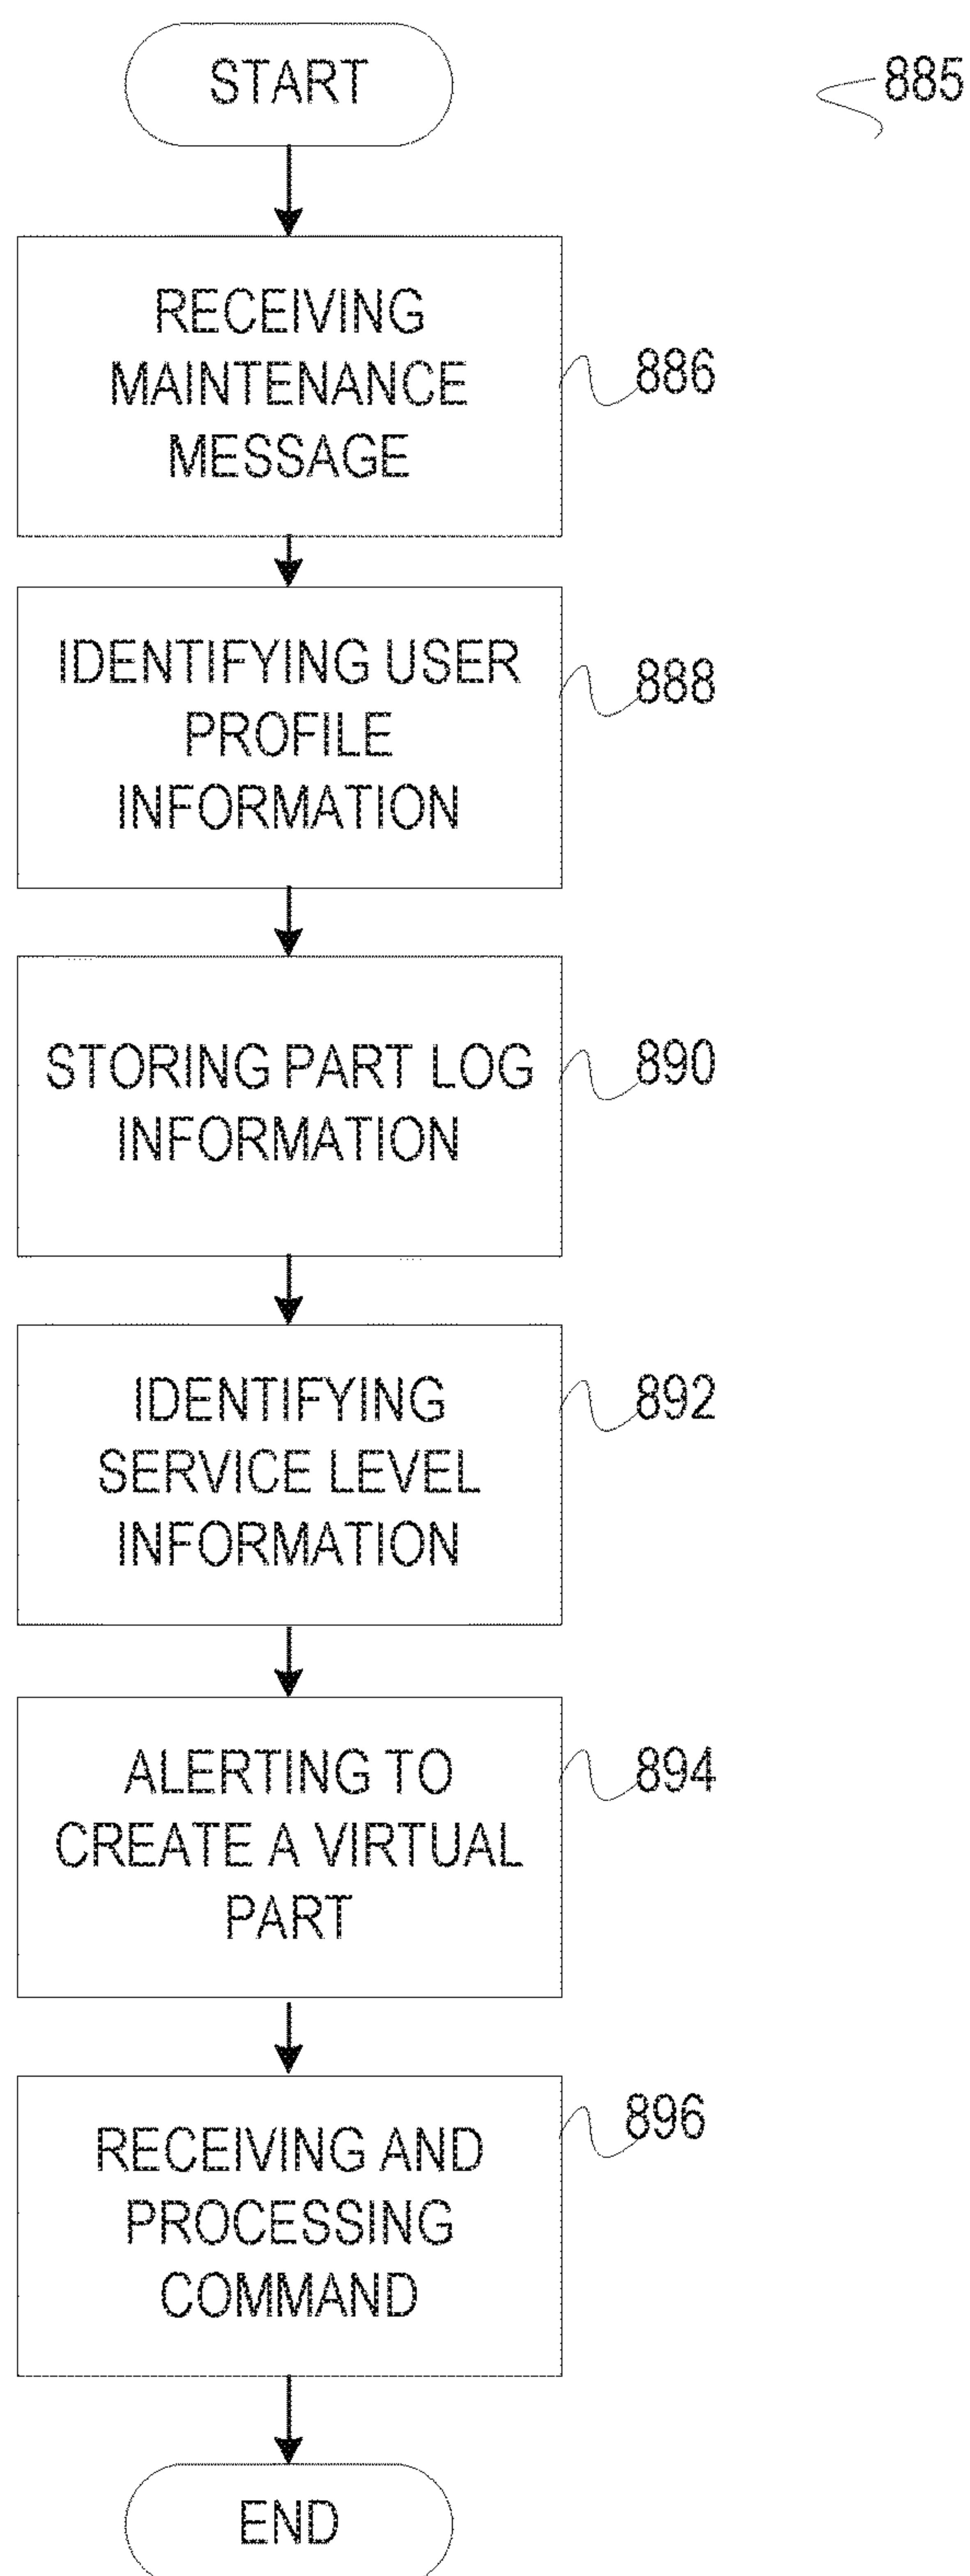 START
885
RECEIVING
MAINTENANCE
MESSAGE
886
IDENTIFYING USER
PROFILE
INFORMATION
888
STORING PART LOG
INFORMATION
890
IDENTIFYING
SERVICE LEVEL
INFORMATION
892
ALERTING TO
CREATE A VIRTUAL
PART
894
RECEIVING AND
PROCESSING
COMMAND
896
END